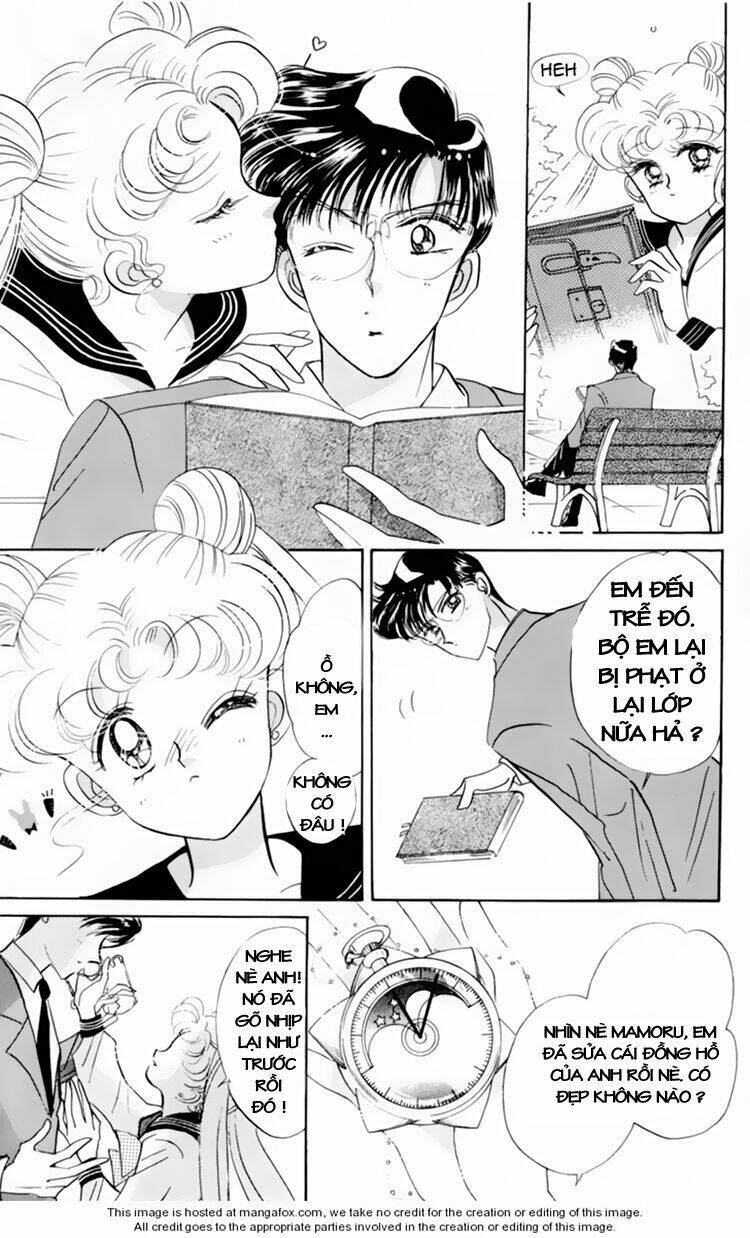 HEH
EM ĐẾN
TRỄ ĐÓ.
BỘ EM LẠI
BỊ PHẠT Ở
LẠI LỚP
NỮA HẢ ?
Ồ
KHÔNG,
EM
...
KHÔNG
CÓ
ĐÂU !
NHÌN NÈ MAMORU, EM
ĐÃ SỬA CÁI ĐỒNG HỒ
CỦA ANH RỒI NÈ. CÓ
ĐẸP KHÔNG NÀO ?
NGHE
NÈ ANH!
NÓ ĐÃ
GÕ NHỊP
LẠI NHƯ
TRƯỚC
RỒI
ĐÓ !
This image is hosted at mangafox.com, we take no credit for the creation or editing of this image.
All credit goes to the appropriate parties involved in the creation or editing of this image.